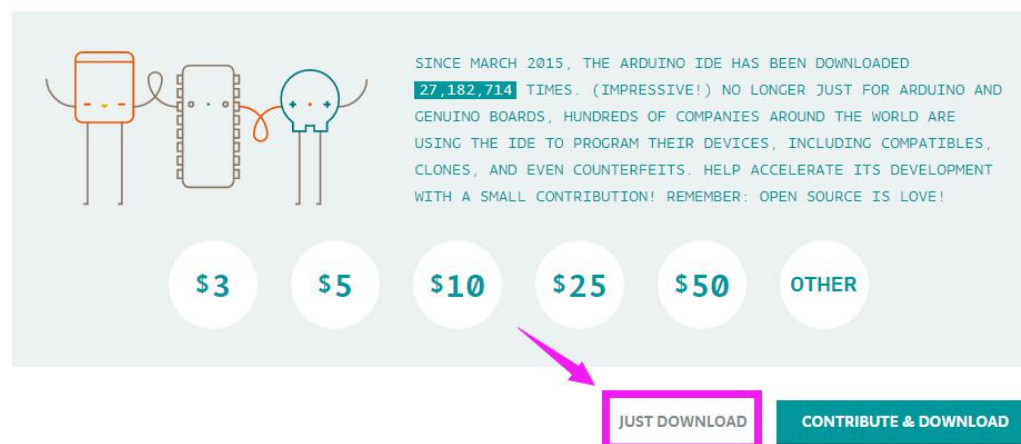 SINCE MARCH 2015, THE ARDUINO IDE HAS BEEN DOWNLOADED
27,182,714 TIMES. (IMPRESSIVE!) NO LONGER JUST FOR ARDUINO AND
GENUINO BOARDS, HUNDREDS OF COMPANIES AROUND THE WORLD ARE
USING THE IDE TO PROGRAM THEIR DEVICES, INCLUDING COMPATIBLES,
CLONES, AND EVEN COUNTERFEITS. HELP ACCELERATE ITS DEVELOPMENT
WITH A SMALL CONTRIBUTION! REMEMBER: OPEN SOURCE IS LOVE!
$3 $5 $10 $25 $50 OTHER
JUST DOWNLOAD CONTRIBUTE & DOWNLOAD